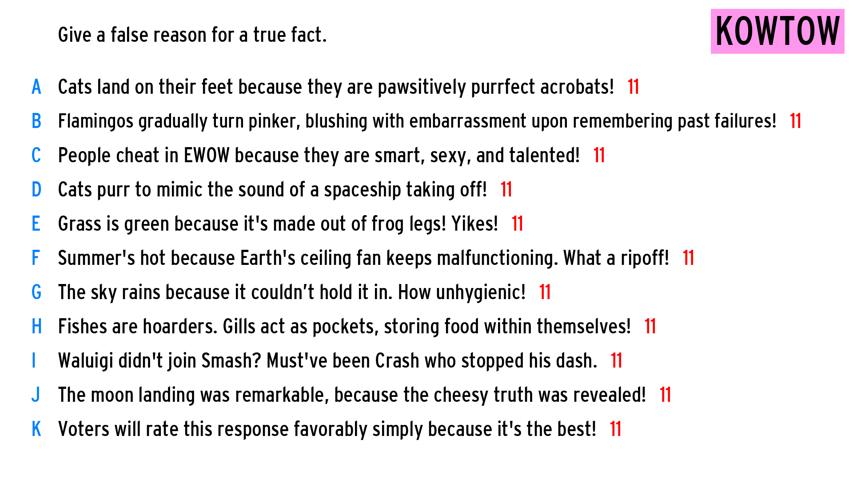 Give a false reason for a true fact.
KOWTOW
A Cats land on their feet because they are pawsitively purrfect acrobats! 11
B Flamingos gradually turn pinker, blushing with embarrassment upon remembering past failures! 11
C People cheat in EWOW because they are smart, sexy, and talented! 11
D Cats purr to mimic the sound of a spaceship taking off! 11
E Grass is green because it's made out of frog legs! Yikes! 11
F Summer's hot because Earth's ceiling fan keeps malfunctioning. What a ripoff! 11
G The sky rains because it couldn’t hold it in. How unhygienic! 11
H Fishes are hoarders. Gills act as pockets, storing food within themselves! 11
I Waluigi didn't join Smash? Must've been Crash who stopped his dash. 11
J The moon landing was remarkable, because the cheesy truth was revealed! 11
K Voters will rate this response favorably simply because it's the best! 11